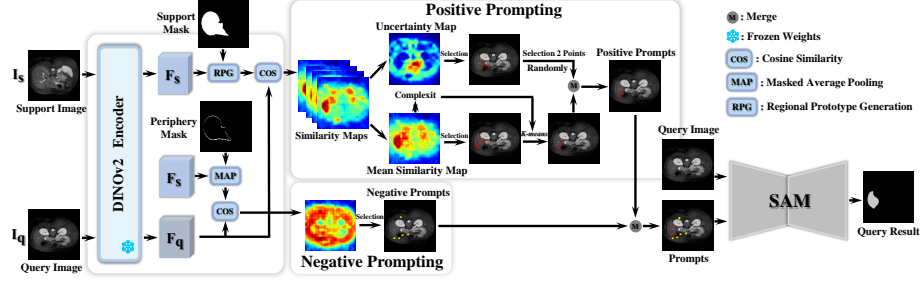 Positive Prompting
Support
Mask
Uncertainty Map
M : Merge
: Frozen Weights
COS : Cosine Similarity
MAP : Masked Average Pooling
RPG : Regional Prototype Generation
Is
Support Image
DINOv2 Encoder
Fs
RPG
COS
Selection
Selection 2 Points
Randomly
M
Positive Prompts
Periphery
Mask
Similarity Maps
Complexit
Selection
K-means
Mean Similarity Map
Query Image
Fs
MAP
COS
Negative Prompts
Selection
SAM
Iq
Query Image
Fq
Negative Prompting
M
Prompts
Query Result